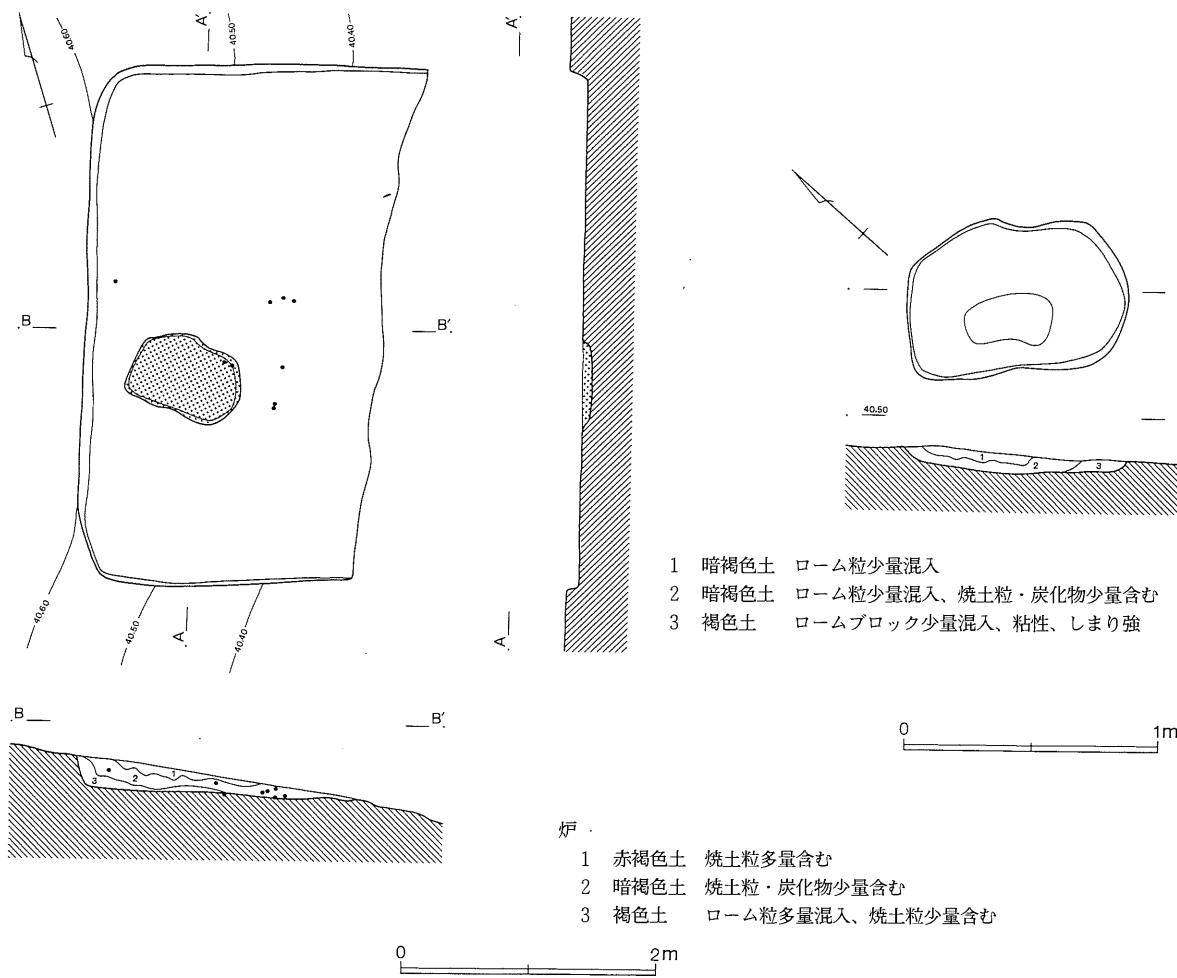 A′
A′
40.60
40.50
40.40
B
B′
40.50
1
2
3
1 暗褐色土 ローム粒少量混入
2 暗褐色土 ローム粒少量混入、焼土粒・炭化物少量含む
3 褐色土 ロームブロック少量混入、粘性、しまり強
40.60
40.50
40.40
A
A
B
B′
0
1m
1
2
3
炉
1 赤褐色土 焼土粒多量含む
2 暗褐色土 焼土粒・炭化物少量含む
3 褐色土 ローム粒多量混入、焼土粒少量含む
0
2m